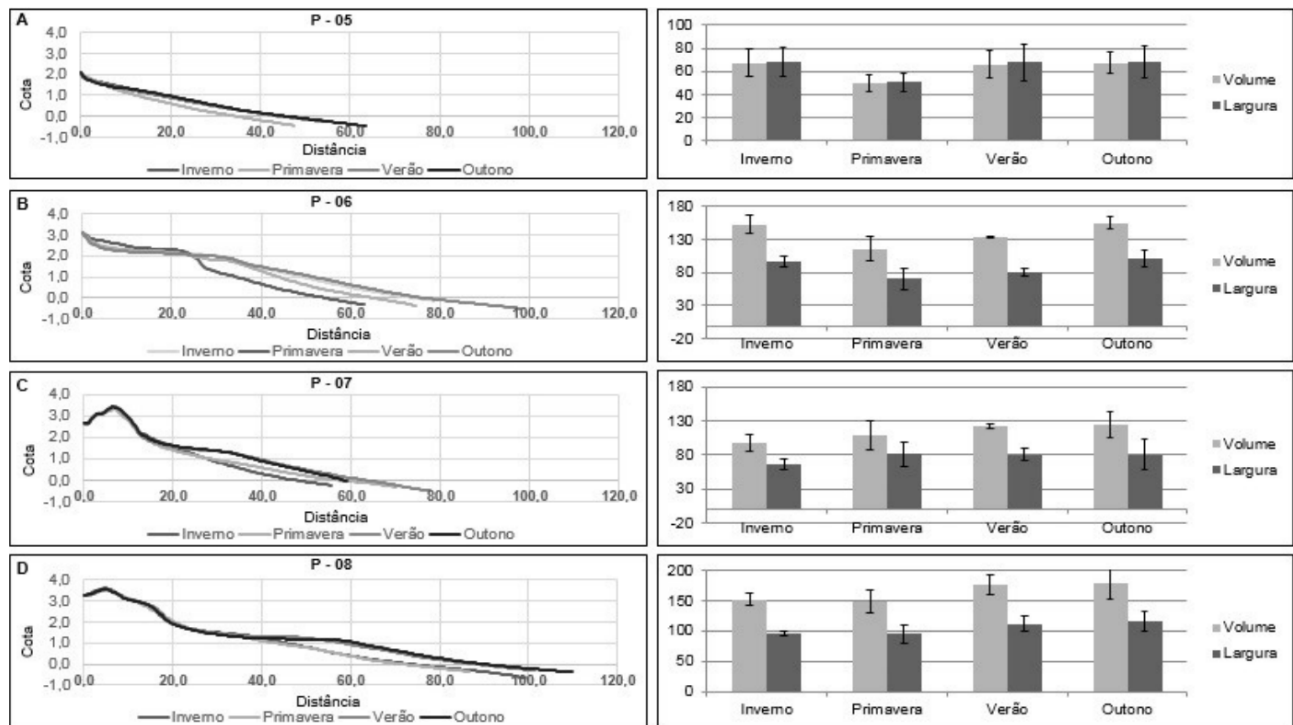 A
P - 05
4,0
3,0
2,0
1,0
0,0
-1,0
Cota
0,0 20,0 40,0 60,0 80,0 100,0 120,0
Distância
Inverno Primavera Verão Outono
100
80
60
40
20
0
Inverno Primavera Verão Outono
Volume
Largura
B
P - 06
4,0
3,0
2,0
1,0
0,0
-1,0
Cota
0,0 20,0 40,0 60,0 80,0 100,0 120,0
Distância
Inverno Primavera Verão Outono
180
130
80
30
-20
Inverno Primavera Verão Outono
Volume
Largura
C
P - 07
4,0
3,0
2,0
1,0
0,0
-1,0
Cota
0,0 20,0 40,0 60,0 80,0 100,0 120,0
Distância
Inverno Primavera Verão Outono
180
130
80
30
-20
Inverno Primavera Verão Outono
Volume
Largura
D
P - 08
4,0
3,0
2,0
1,0
0,0
-1,0
Cota
0,0 20,0 40,0 60,0 80,0 100,0 120,0
Distância
Inverno Primavera Verão Outono
200
150
100
50
0
Inverno Primavera Verão Outono
Volume
Largura